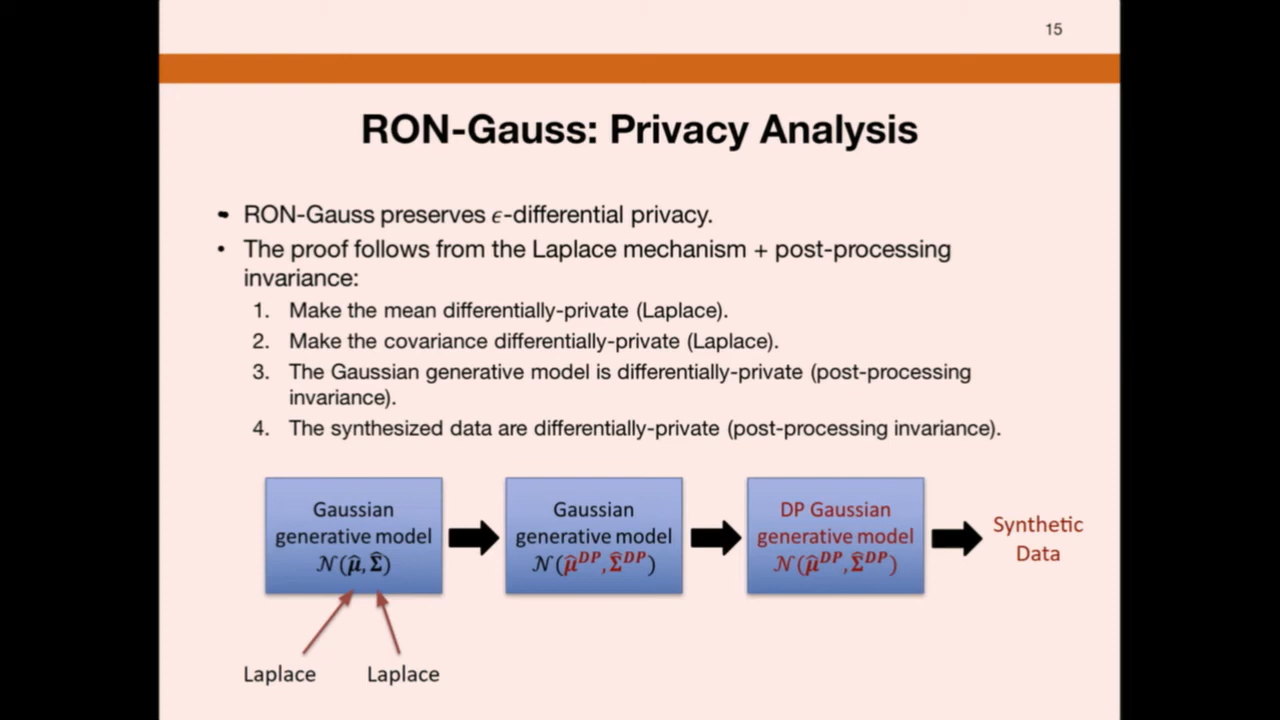 15
RON-Gauss: Privacy Analysis
- RON-Gauss preserves ϵ-differential privacy.
• The proof follows from the Laplace mechanism + post-processing
invariance:
1. Make the mean differentially-private (Laplace).
2. Make the covariance differentially-private (Laplace).
3. The Gaussian generative model is differentially-private (post-processing
invariance).
4. The synthesized data are differentially-private (post-processing invariance).
Gaussian
generative model
𝒩(μ̂, Σ̂)
Gaussian
generative model
𝒩(μ̂^DP, Σ̂^DP)
DP Gaussian
generative model
𝒩(μ̂^DP, Σ̂^DP)
Synthetic
Data
Laplace
Laplace